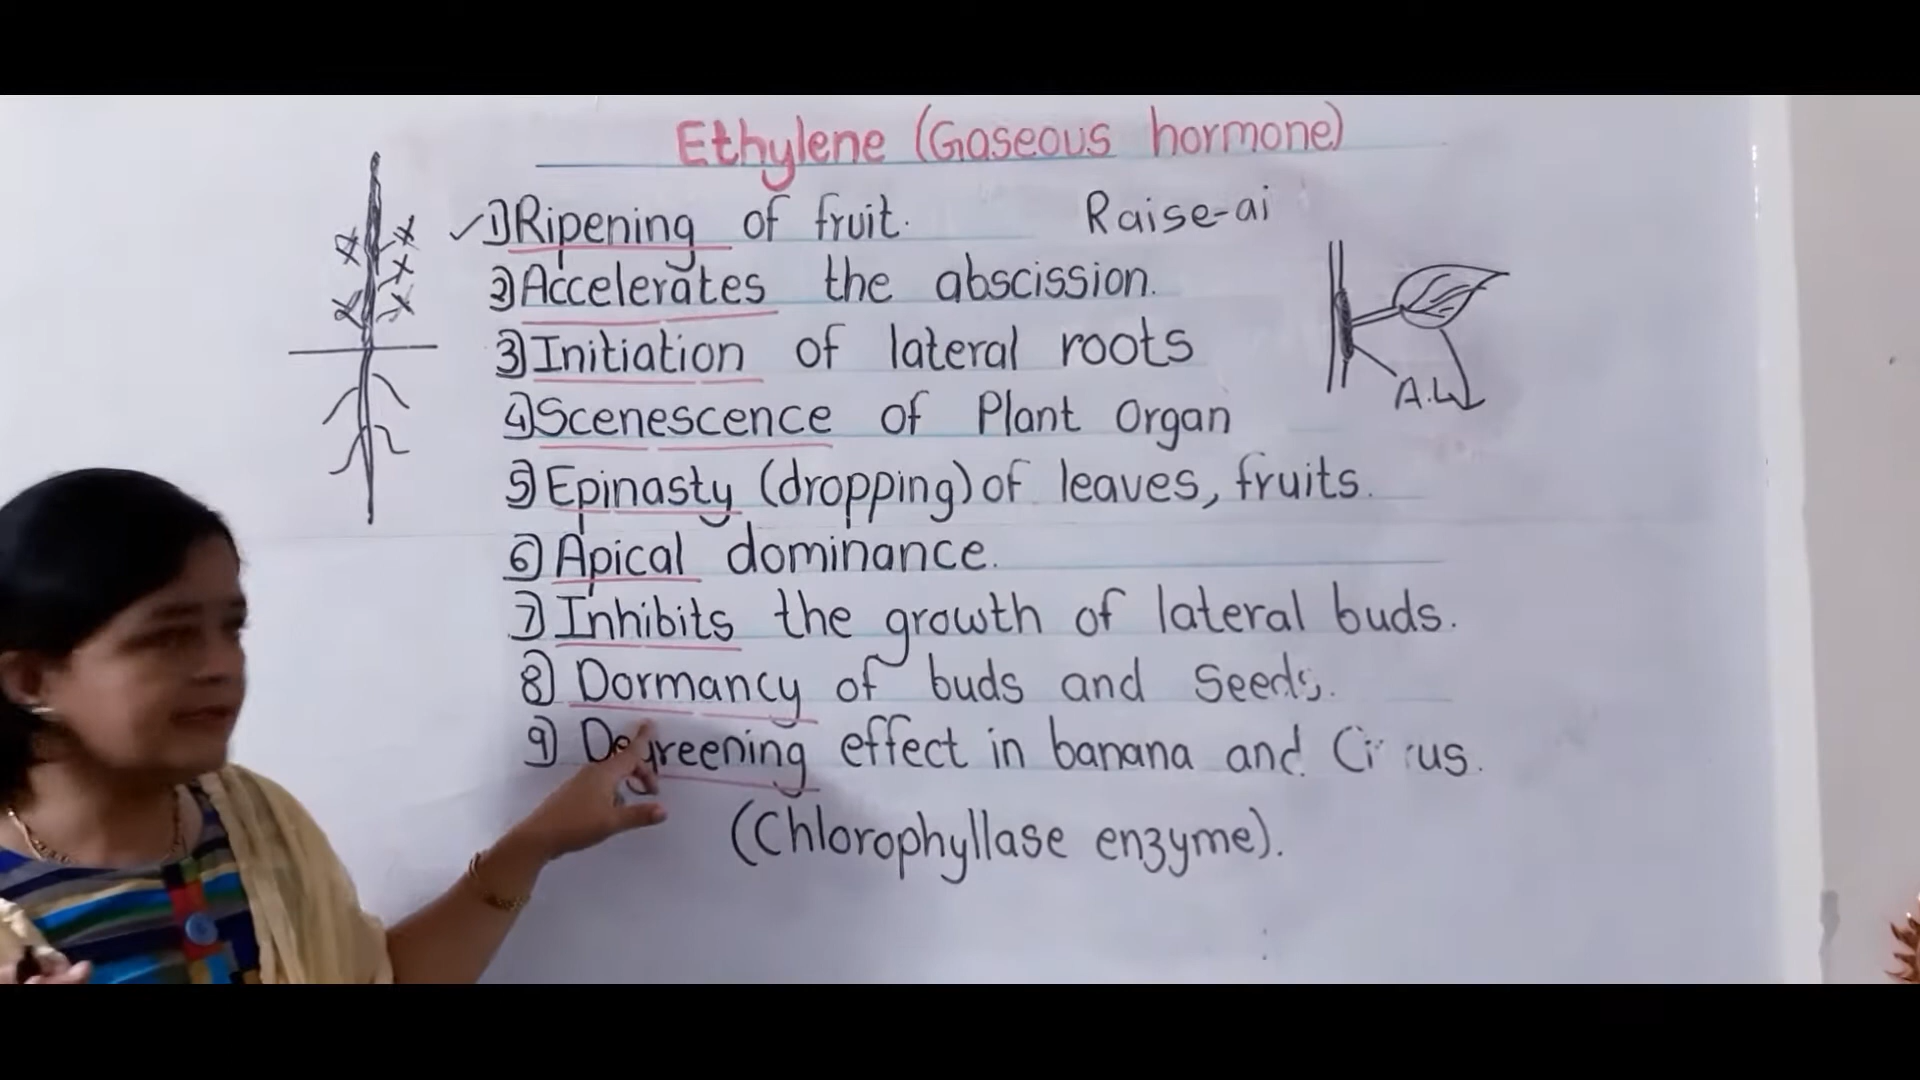 Ethylene (Gaseous hormone)
1) Ripening of fruit.
Raise-ai
2) Accelerates the abscission.
3) Initiation of lateral roots
4) Scenescence of Plant Organ
A.L
5) Epinasty (dropping) of leaves, fruits.
6) Apical dominance.
7) Inhibits the growth of lateral buds.
8) Dormancy of buds and Seeds.
9) Degreening effect in banana and
(Chlorophyllase enzyme).